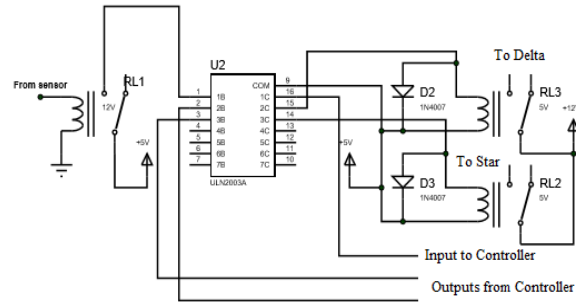 To Delta
U2
From sensor
RL1
12V
+5V
1
2
3
4
5
6
7
1B
2B
3B
4B
5B
6B
7B
COM
1C
2C
3C
4C
5C
6C
7C
9
16
15
14
13
12
11
10
ULN2003A
D2
1N4007
RL3
5V
+5V
To Star
D3
1N4007
RL2
5V
Input to Controller
Outputs from Controller